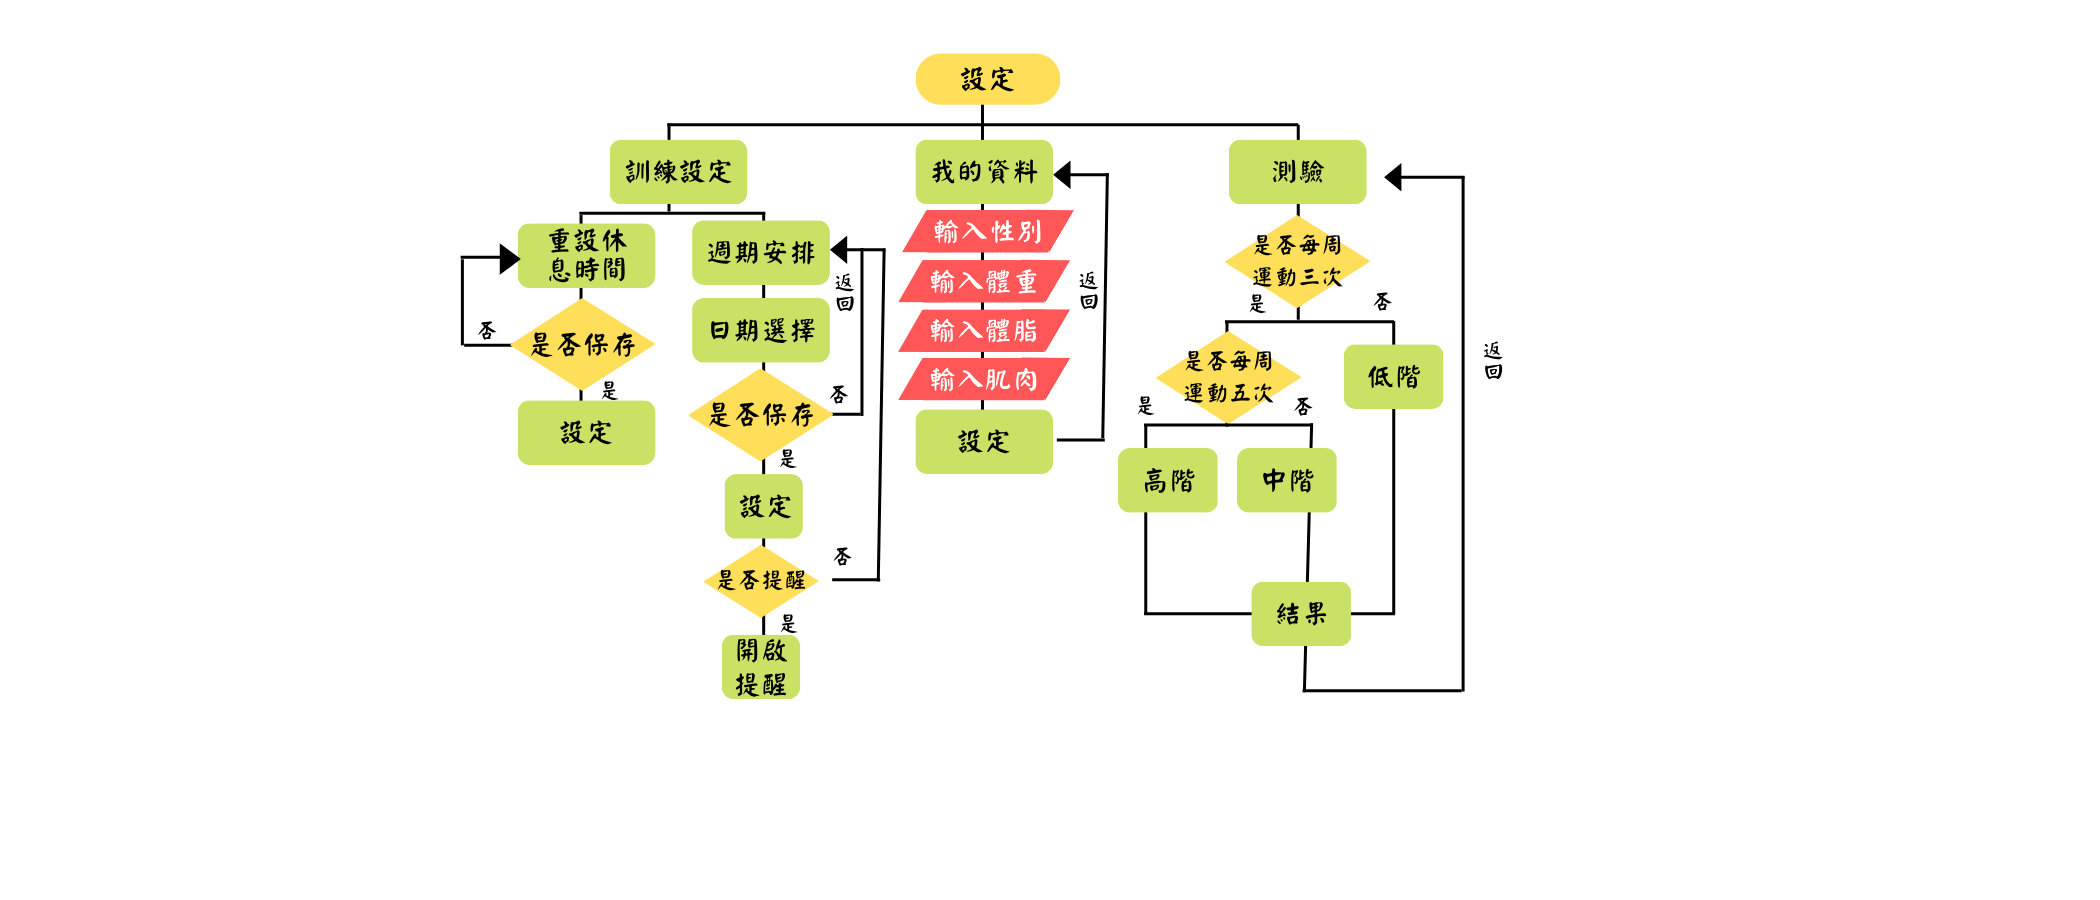 設定
訓練設定
重設休
息時間
否
是否保存
是
設定
週期安排
返
回
日期選擇
是否保存
否
是
設定
是否提醒
否
是
開啟
提醒
我的資料
輸入性別
輸入體重
輸入體脂
輸入肌肉
設定
返
回
測驗
是否每周
運動三次
是
否
是否每周
運動五次
低階
是
否
高階
中階
結果
返
回